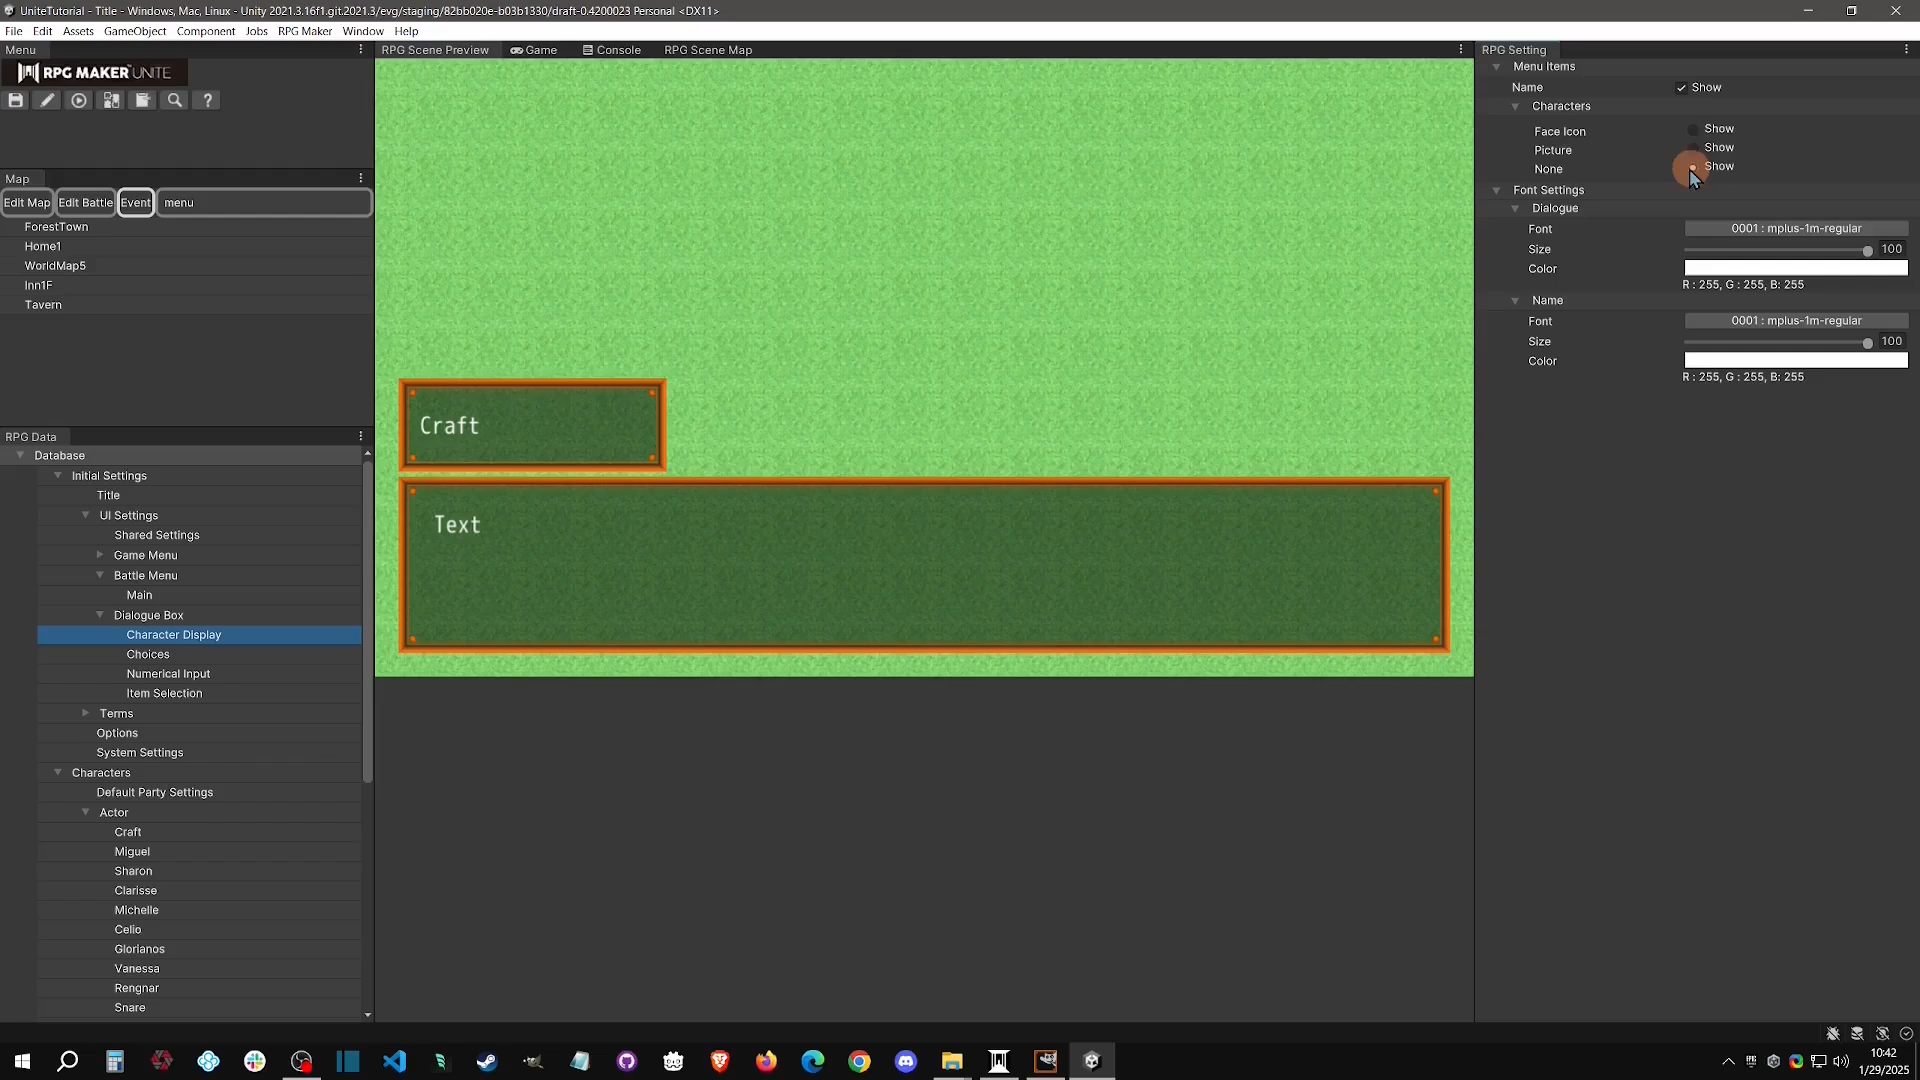 UniteTutorial - Title - Windows, Mac, Linux - Unity 2021.3.16f1.git.2021.3/evg/staging/82bb020e-b03b1330/draft-0.4200023 Personal <DX11>
File Edit Assets GameObject Component Jobs RPG Maker Window Help
Menu
RPG MAKER UNITE
Map
Edit Map Edit Battle Event menu
ForestTown
Home1
WorldMap5
Inn1F
Tavern
RPG Data
Database
Initial Settings
Title
UI Settings
Shared Settings
Game Menu
Battle Menu
Main
Dialogue Box
Character Display
Choices
Numerical Input
Item Selection
Terms
Options
System Settings
Characters
Default Party Settings
Actor
Craft
Miguel
Sharon
Clarisse
Michelle
Celio
Glorianos
Vanessa
Rengnar
Snare
RPG Scene Preview Game Console RPG Scene Map
Craft
Text
RPG Setting
Menu Items
Name Show
Characters
Face Icon Show
Picture Show
None Show
Font Settings
Dialogue
Font 0001 : mplus-1m-regular
Size 100
Color
R : 255, G : 255, B: 255
Name
Font 0001 : mplus-1m-regular
Size 100
Color
R : 255, G : 255, B: 255
10:42
1/29/2025